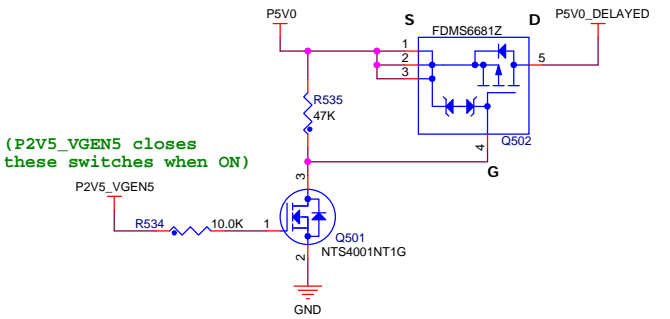 P5V0
S
D
P5V0_DELAYED
FDMS6681Z
1
2
3
5
R535
47K
Q502
4
G
(P2V5_VGEN5 closes
these switches when ON)
P2V5_VGEN5
3
R534
10.0K
1
Q501
NTS4001NT1G
2
GND